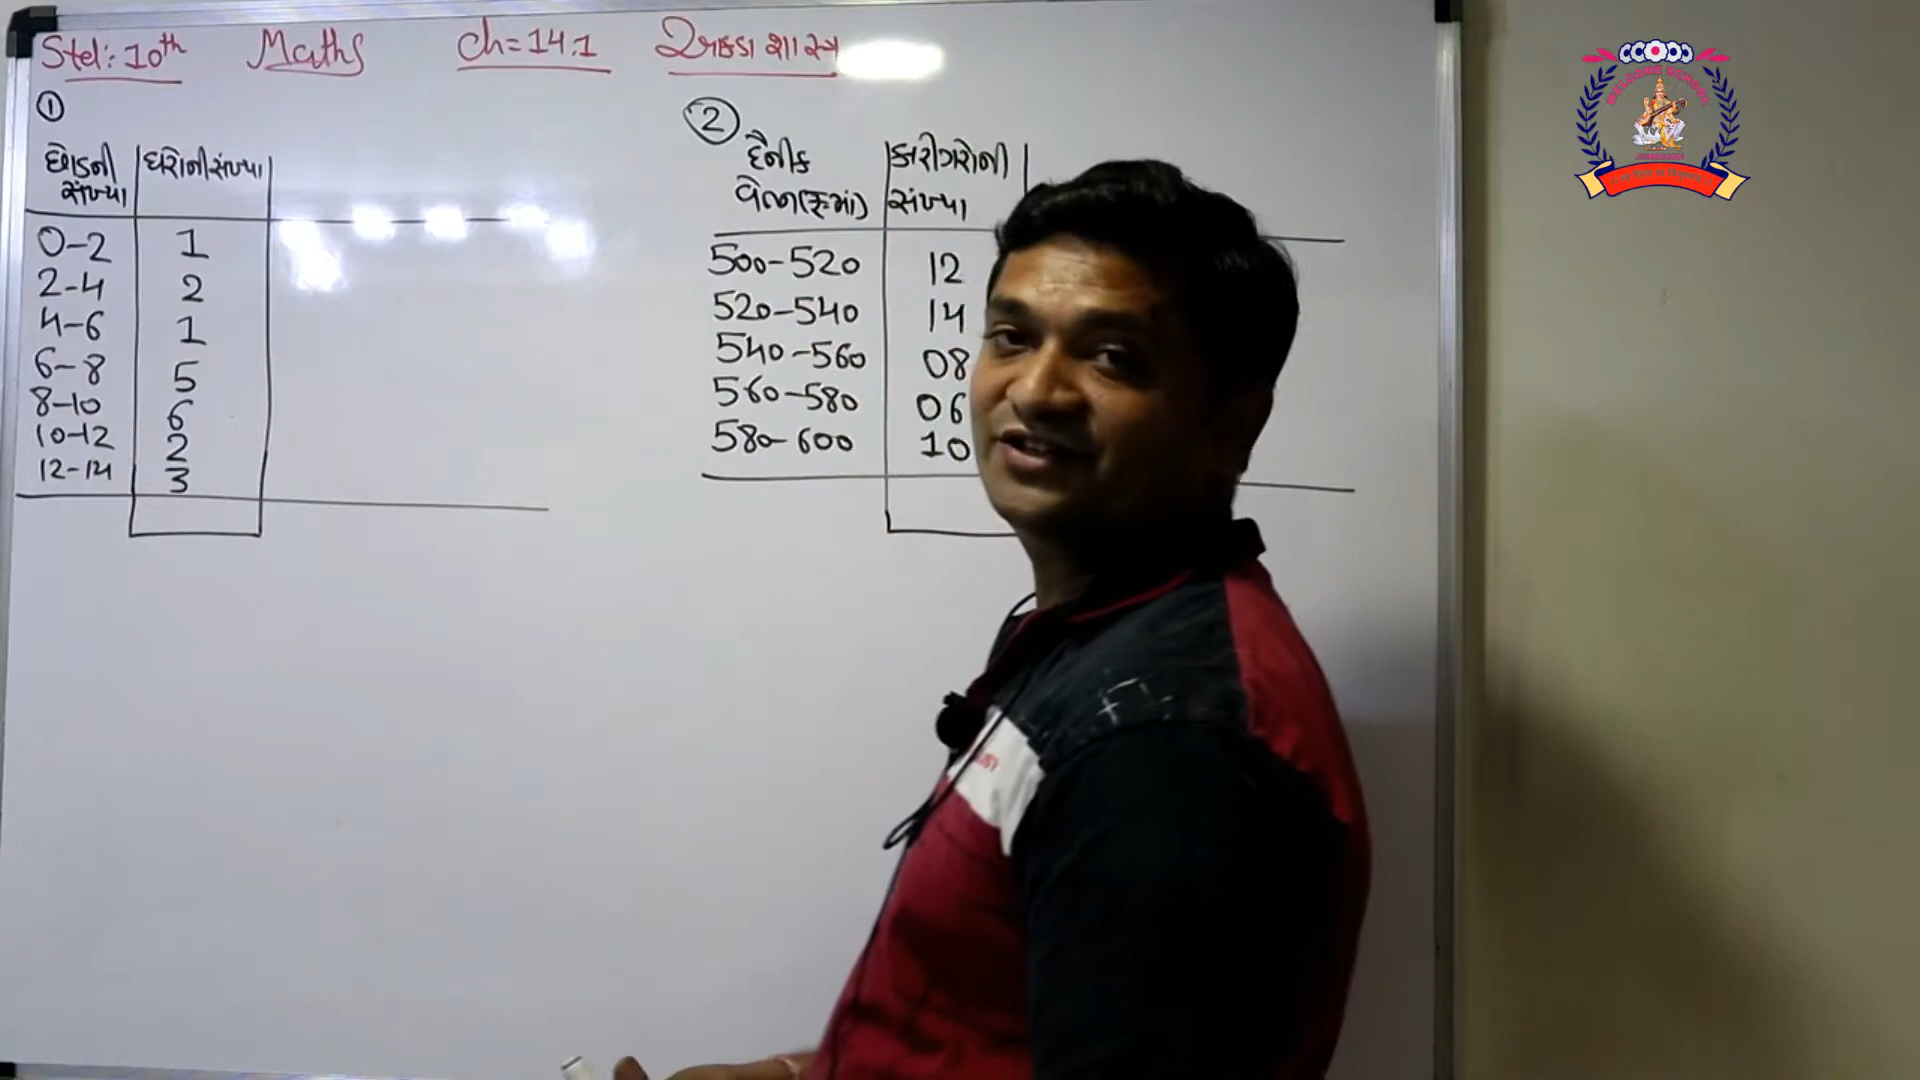 Std: 10th Maths Ch=14.1 આંકડાશાસ્ત્ર
①
છોડની સંખ્યા
ઘરોની સંખ્યા
0-2 1
2-4 2
4-6 1
6-8 5
8-10 6
10-12 2
12-14 3
②
દૈનીક વેતન(રૂમાં)
કારીગરોની સંખ્યા
500-520 12
520-540 14
540-560 08
560-580 06
580-600 10
WELCOME SCHOOL